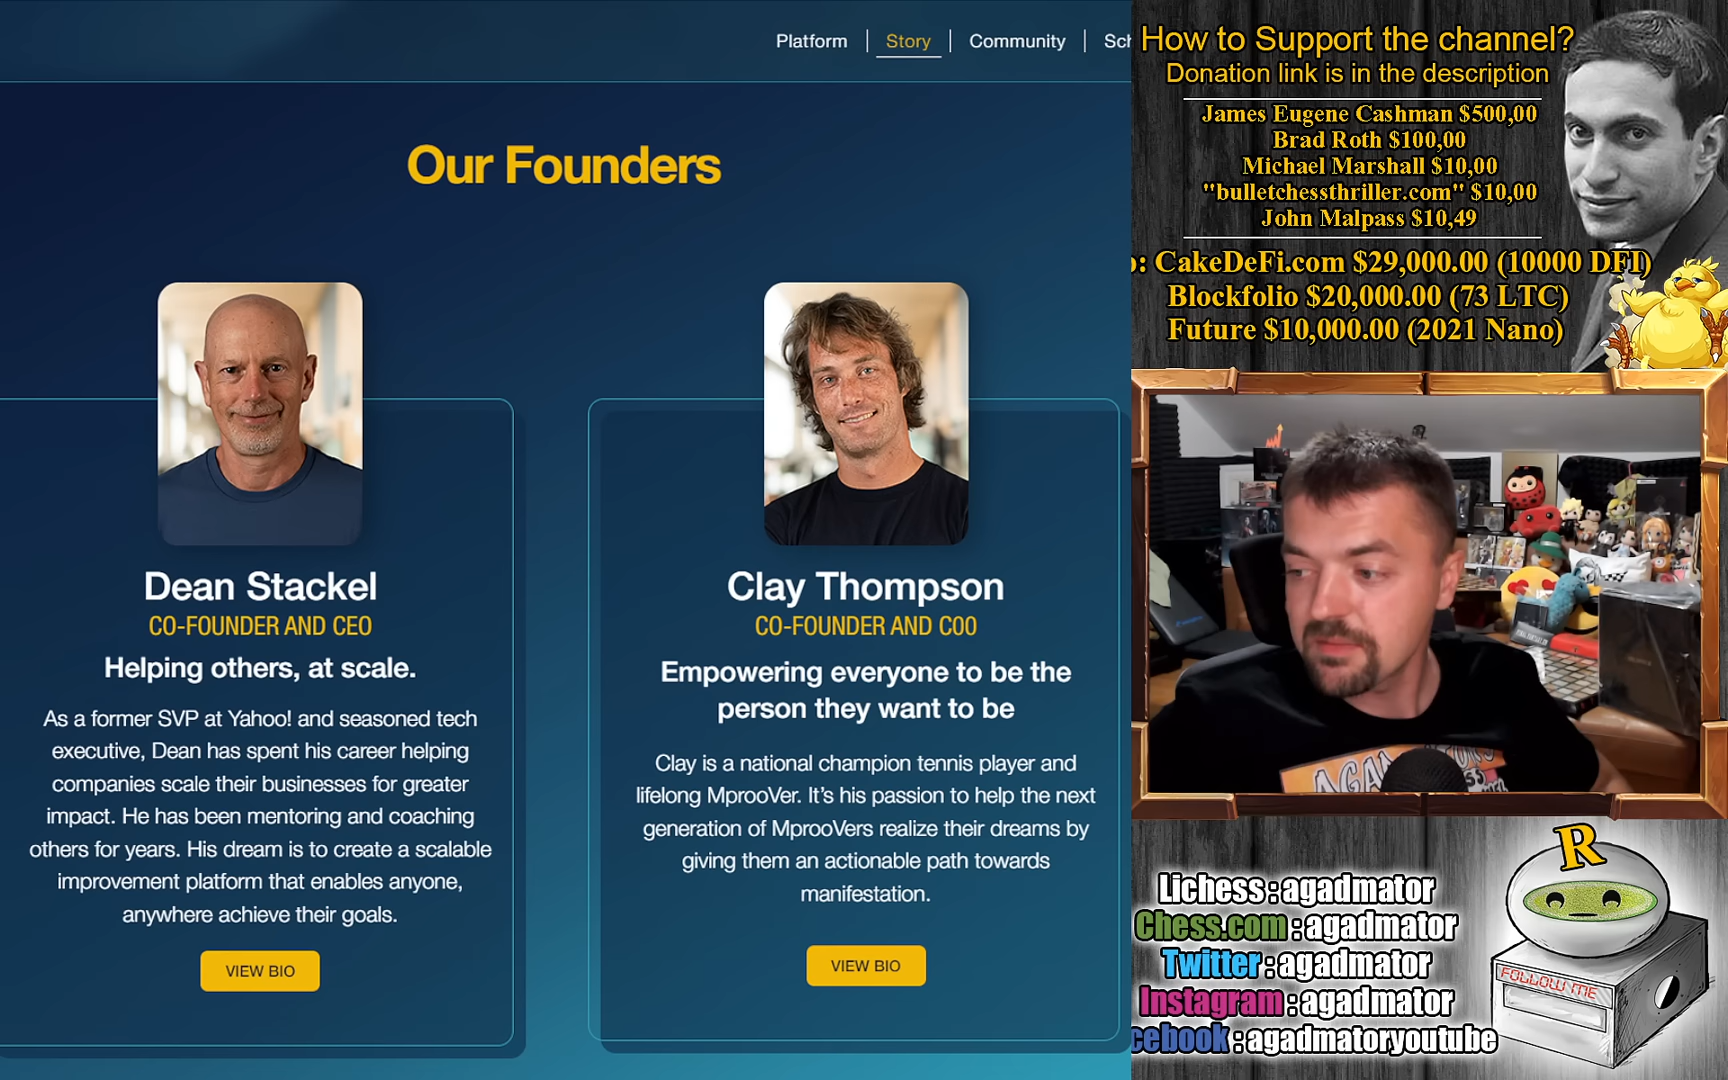 Platform
Story
Community
Our Founders
Dean Stackel
CO-FOUNDER AND CEO
Helping others, at scale.
As a former SVP at Yahoo! and seasoned tech
executive, Dean has spent his career helping
companies scale their businesses for greater
impact. He has been mentoring and coaching
others for years. His dream is to create a scalable
improvement platform that enables anyone,
anywhere achieve their goals.
VIEW BIO
Clay Thompson
CO-FOUNDER AND COO
Empowering everyone to be the
person they want to be
Clay is a national champion tennis player and
lifelong MprooVer. It's his passion to help the next
generation of MprooVers realize their dreams by
giving them an actionable path towards
manifestation.
VIEW BIO
How to Support the channel?
Donation link is in the description
James Eugene Cashman $500,00
Brad Roth $100,00
Michael Marshall $10,00
"bulletchessthriller.com" $10,00
John Malpass $10,49
: CakeDeFi.com $29,000.00 (10000 DFI)
Blockfolio $20,000.00 (73 LTC)
Future $10,000.00 (2021 Nano)
R
FOLLOW ME
Lichess : agadmator
Chess.com : agadmator
Twitter : agadmator
Instagram : agadmator
cebook : agadmatoryoutube